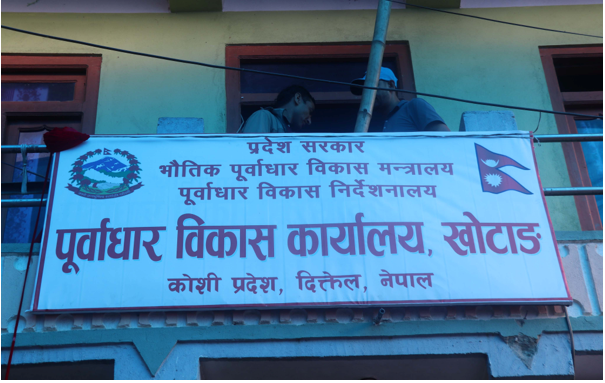 प्रदेश सरकार
भौतिक पूर्वाधार विकास मन्त्रालय
पूर्वाधार विकास निर्देशनालय
पूर्वाधार विकास कार्यालय, खोटाङ
कोशी प्रदेश, दिक्तेल, नेपाल